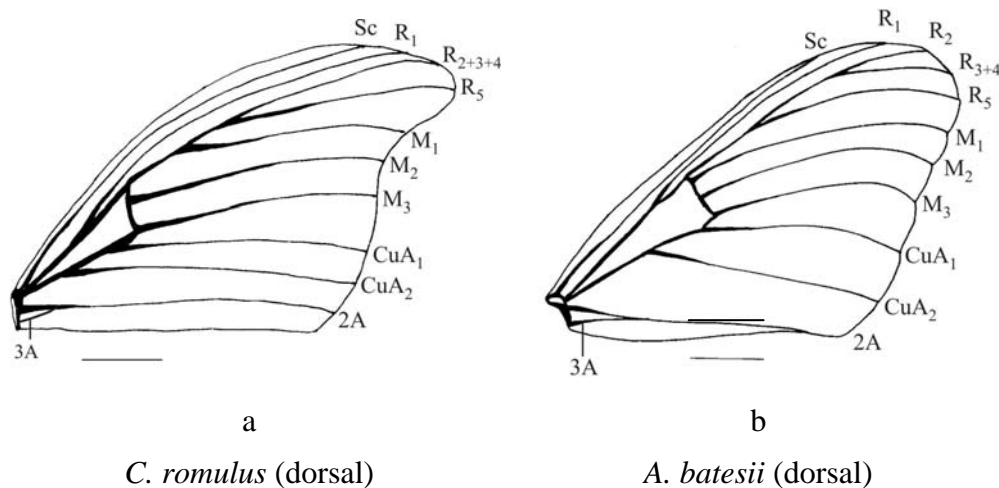 Sc
R₁
R₂₊₃₊₄
R₅
M₁
M₂
M₃
CuA₁
CuA₂
2A
3A
Sc
R₁
R₂
R₃₊₄
R₅
M₁
M₂
M₃
CuA₁
CuA₂
2A
3A
a
b
C. romulus (dorsal)
A. batesii (dorsal)